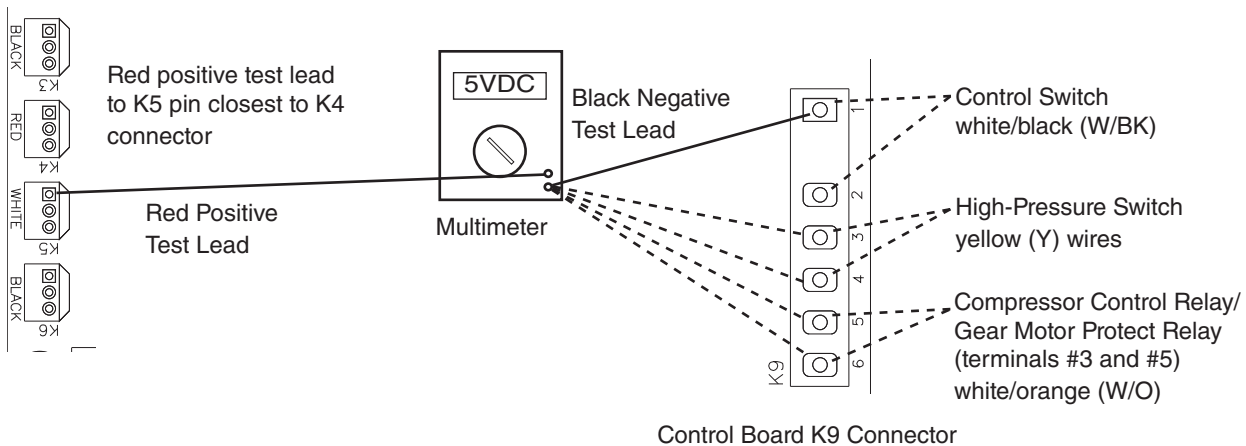 BLACK
K3
RED
K4
WHITE
K5
BLACK
K6
Red positive test lead
to K5 pin closest to K4
connector
Red Positive
Test Lead
5VDC
Multimeter
Black Negative
Test Lead
1
2
3
4
5
6
K9
Control Switch
white/black (W/BK)
High-Pressure Switch
yellow (Y) wires
Compressor Control Relay/
Gear Motor Protect Relay
(terminals #3 and #5)
white/orange (W/O)
Control Board K9 Connector